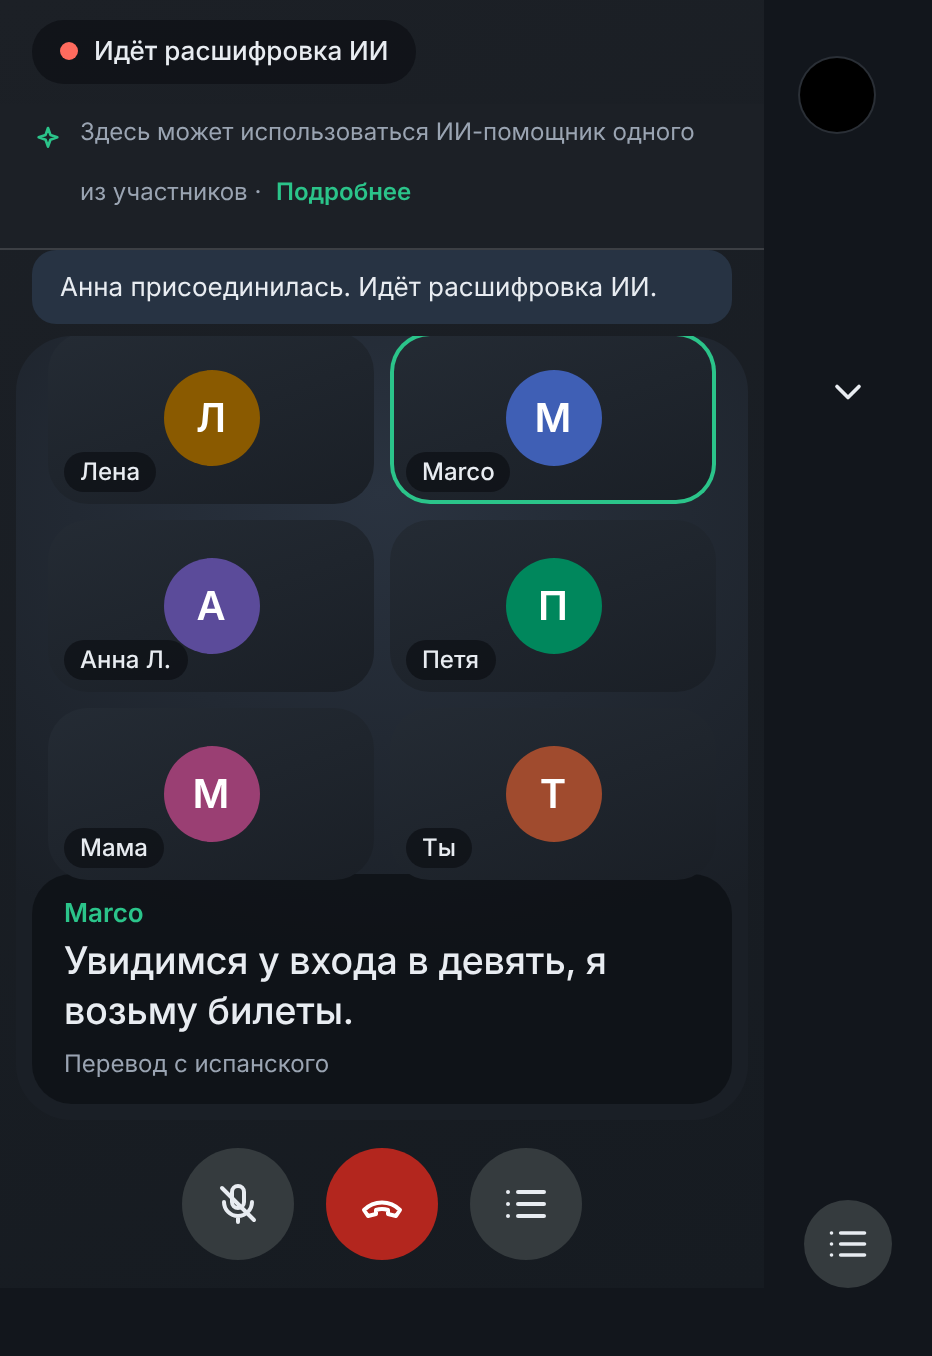 Идёт расшифровка ИИ
Здесь может использоваться ИИ-помощник одного
из участников · Подробнее
Анна присоединилась. Идёт расшифровка ИИ.
Л
Лена
М
Marco
А
Анна Л.
П
Петя
М
Мама
Т
Ты
Marco
Увидимся у входа в девять, я
возьму билеты.
Перевод с испанского